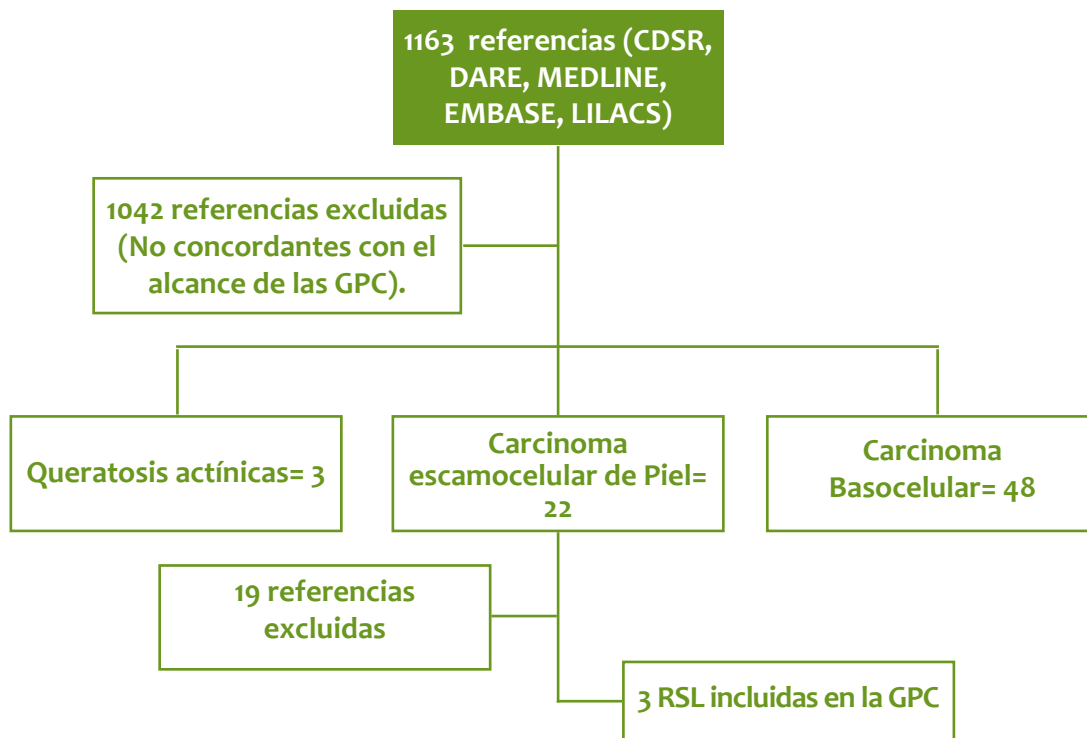 1163 referencias (CDSR,
DARE, MEDLINE,
EMBASE, LILACS)
1042 referencias excluidas
(No concordantes con el
alcance de las GPC).
Queratosis actínicas= 3
Carcinoma
escamocelular de Piel=
22
Carcinoma
Basocelular= 48
19 referencias
excluidas
3 RSL incluidas en la GPC